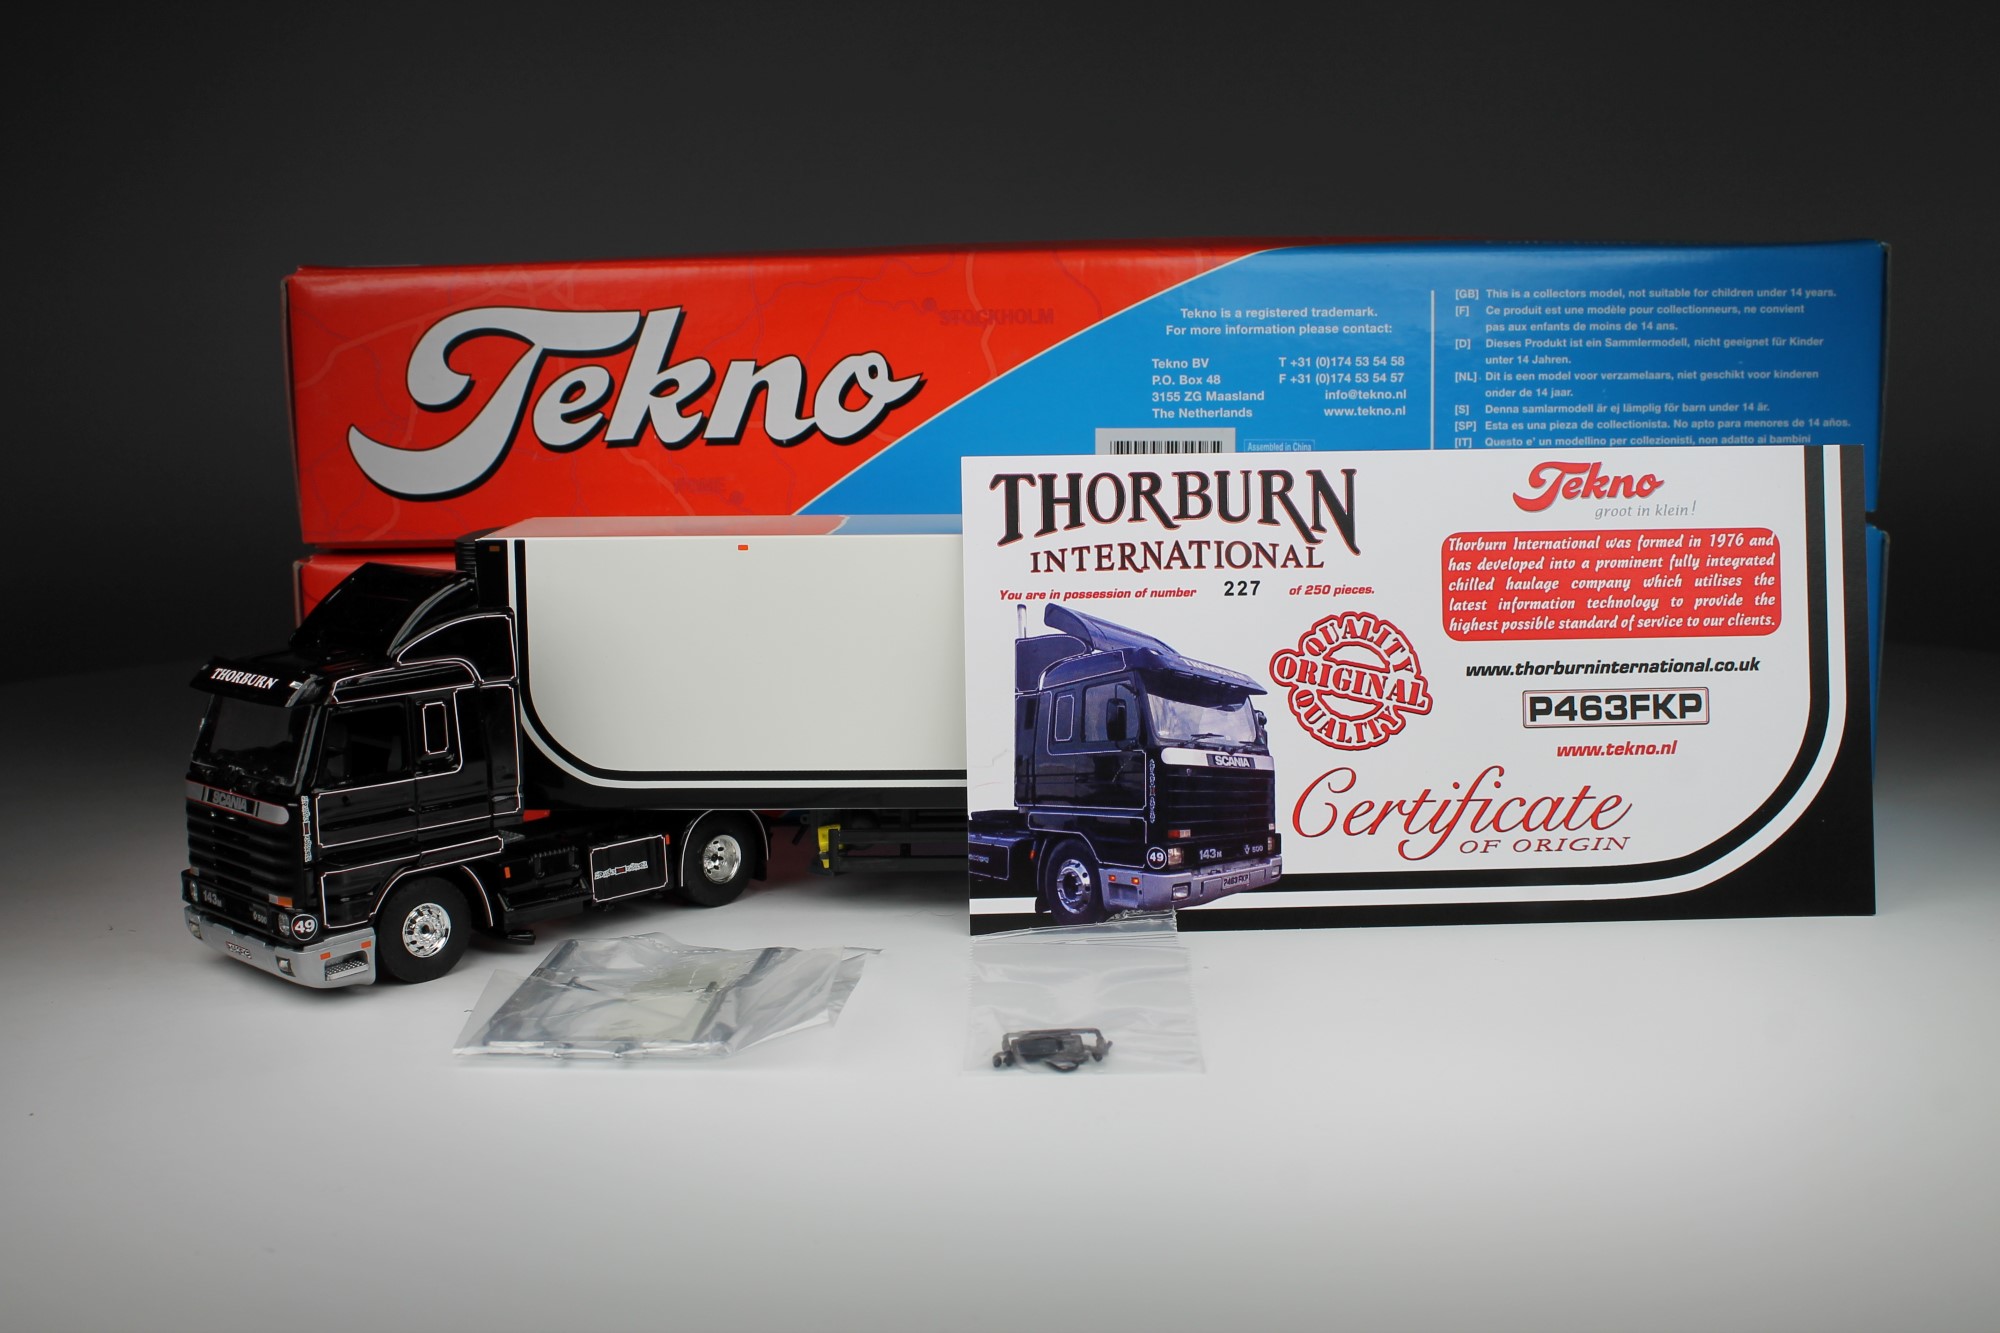 Tekno
STOCKHOLM
ROME
Tekno is a registered trademark.
For more information please contact:
Tekno BV
P.O. Box 48
3155 ZG Maasland
The Netherlands
T +31 (0)174 53 54 58
F +31 (0)174 53 54 57
info@tekno.nl
www.tekno.nl
Assembled in China
[GB] This is a collectors model, not suitable for children under 14 years.
[F] Ce produit est une modèle pour collectionneurs, ne convient
pas aux enfants de moins de 14 ans.
[D] Dieses Produkt ist ein Sammlermodell, nicht geeignet für Kinder
unter 14 Jahren.
[NL] Dit is een model voor verzamelaars, niet geschikt voor kinderen
onder de 14 jaar.
[S] Denna samlarmodell är ej lämplig för barn under 14 år.
[SP] Esta es una pieza de collectionista. No apto para menores de 14 años.
[IT] Questo e' un modellino per collezionisti, non adatto ai bambini
THORBURN
INTERNATIONAL
You are in possession of number 227 of 250 pieces.
QUALITY
ORIGINAL
QUALITY
SCANIA
49
143M
500
P463FKP
Tekno
groot in klein!
Thorburn International was formed in 1976 and
has developed into a prominent fully integrated
chilled haulage company which utilises the
latest information technology to provide the
highest possible standard of service to our clients.
www.thorburninternational.co.uk
P463FKP
www.tekno.nl
Certificate
OF ORIGIN
THORBURN
SCANIA
143M
500
49